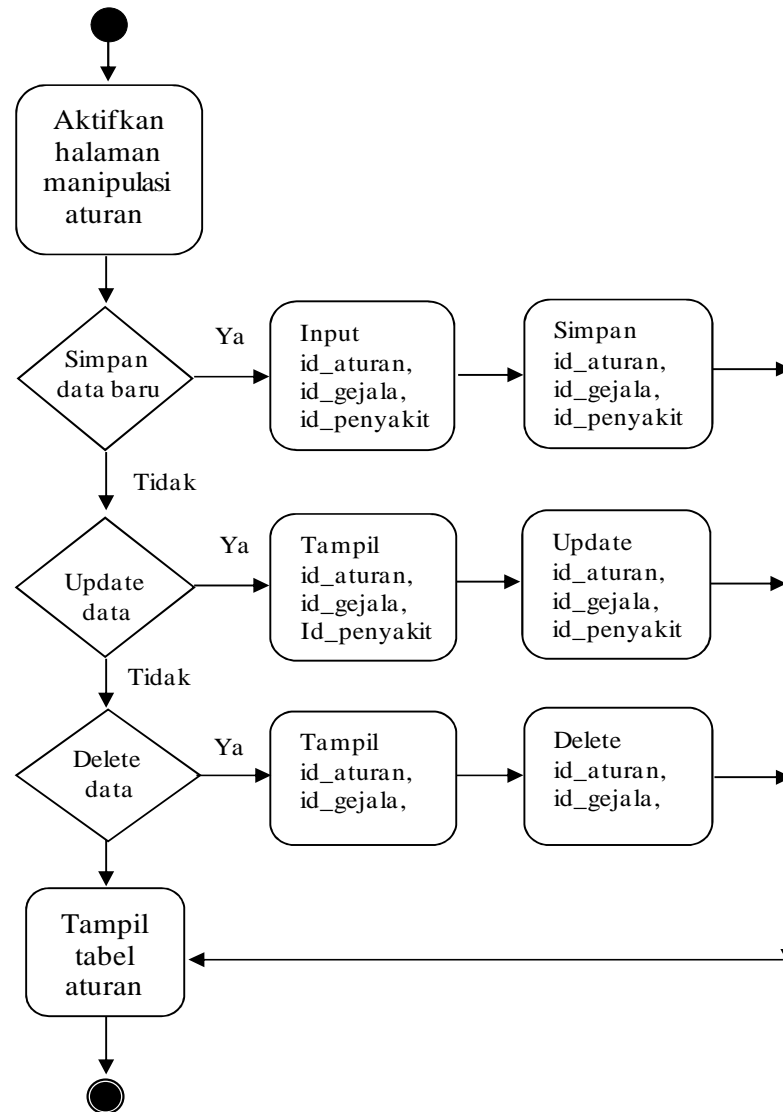 Aktifkan
halaman
manipulasi
aturan
Simpan
data baru
Ya
Input
id_aturan,
id_gejala,
id_penyakit
Simpan
id_aturan,
id_gejala,
id_penyakit
Tidak
Update
data
Ya
Tampil
id_aturan,
id_gejala,
Id_penyakit
Update
id_aturan,
id_gejala,
id_penyakit
Tidak
Delete
data
Ya
Tampil
id_aturan,
id_gejala,
Delete
id_aturan,
id_gejala,
Tampil
tabel
aturan